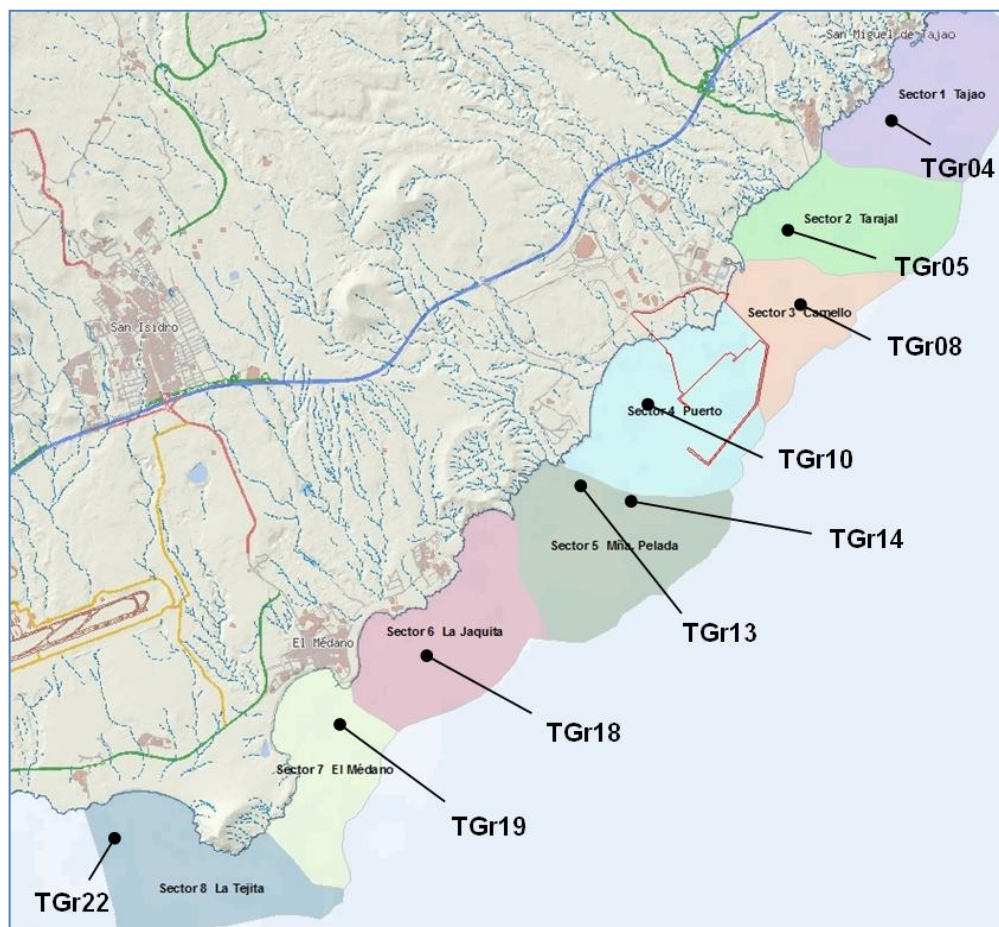 San Miguel de Tajao
Sector 1 Tajao
TGr04
Sector 2 Tarajal
TGr05
Sector 3 Camello
TGr08
San Isidro
Sector 4 Puerto
TGr10
Sector 5 Mña. Pelada
TGr14
TGr13
El Médano
Sector 6 La Jaquita
TGr18
Sector 7 El Médano
TGr19
Sector 8 La Tejita
TGr22